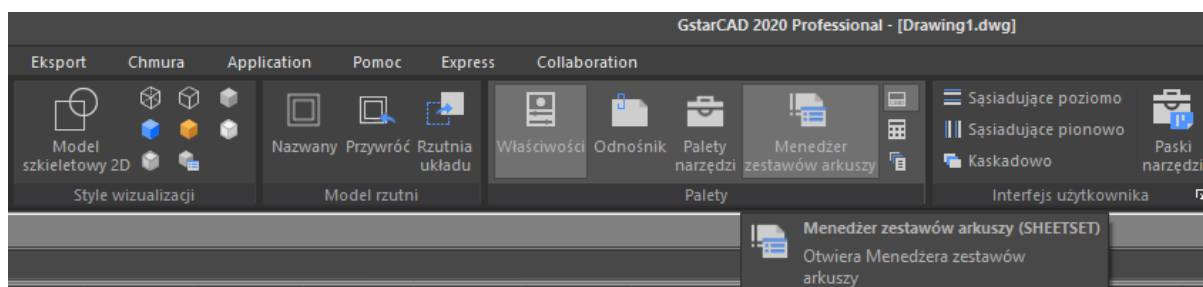 GstarCAD 2020 Professional - [Drawing1.dwg]
Eksport Chmura Application Pomoc Express Collaboration
Model
szkieletowy 2D
Nazwany
Przywróć
Rzutnia
układu
Właściwości
Odnośnik
Palety
narzędzi
Menedżer
zestawów arkuszy
Sąsiadujące poziomo
Sąsiadujące pionowo
Kaskadowo
Paski
narzędzi
Style wizualizacji
Model rzutni
Palety
Interfejs użytkownika
Menedżer zestawów arkuszy (SHEETSET)
Otwiera Menedżera zestawów
arkuszy